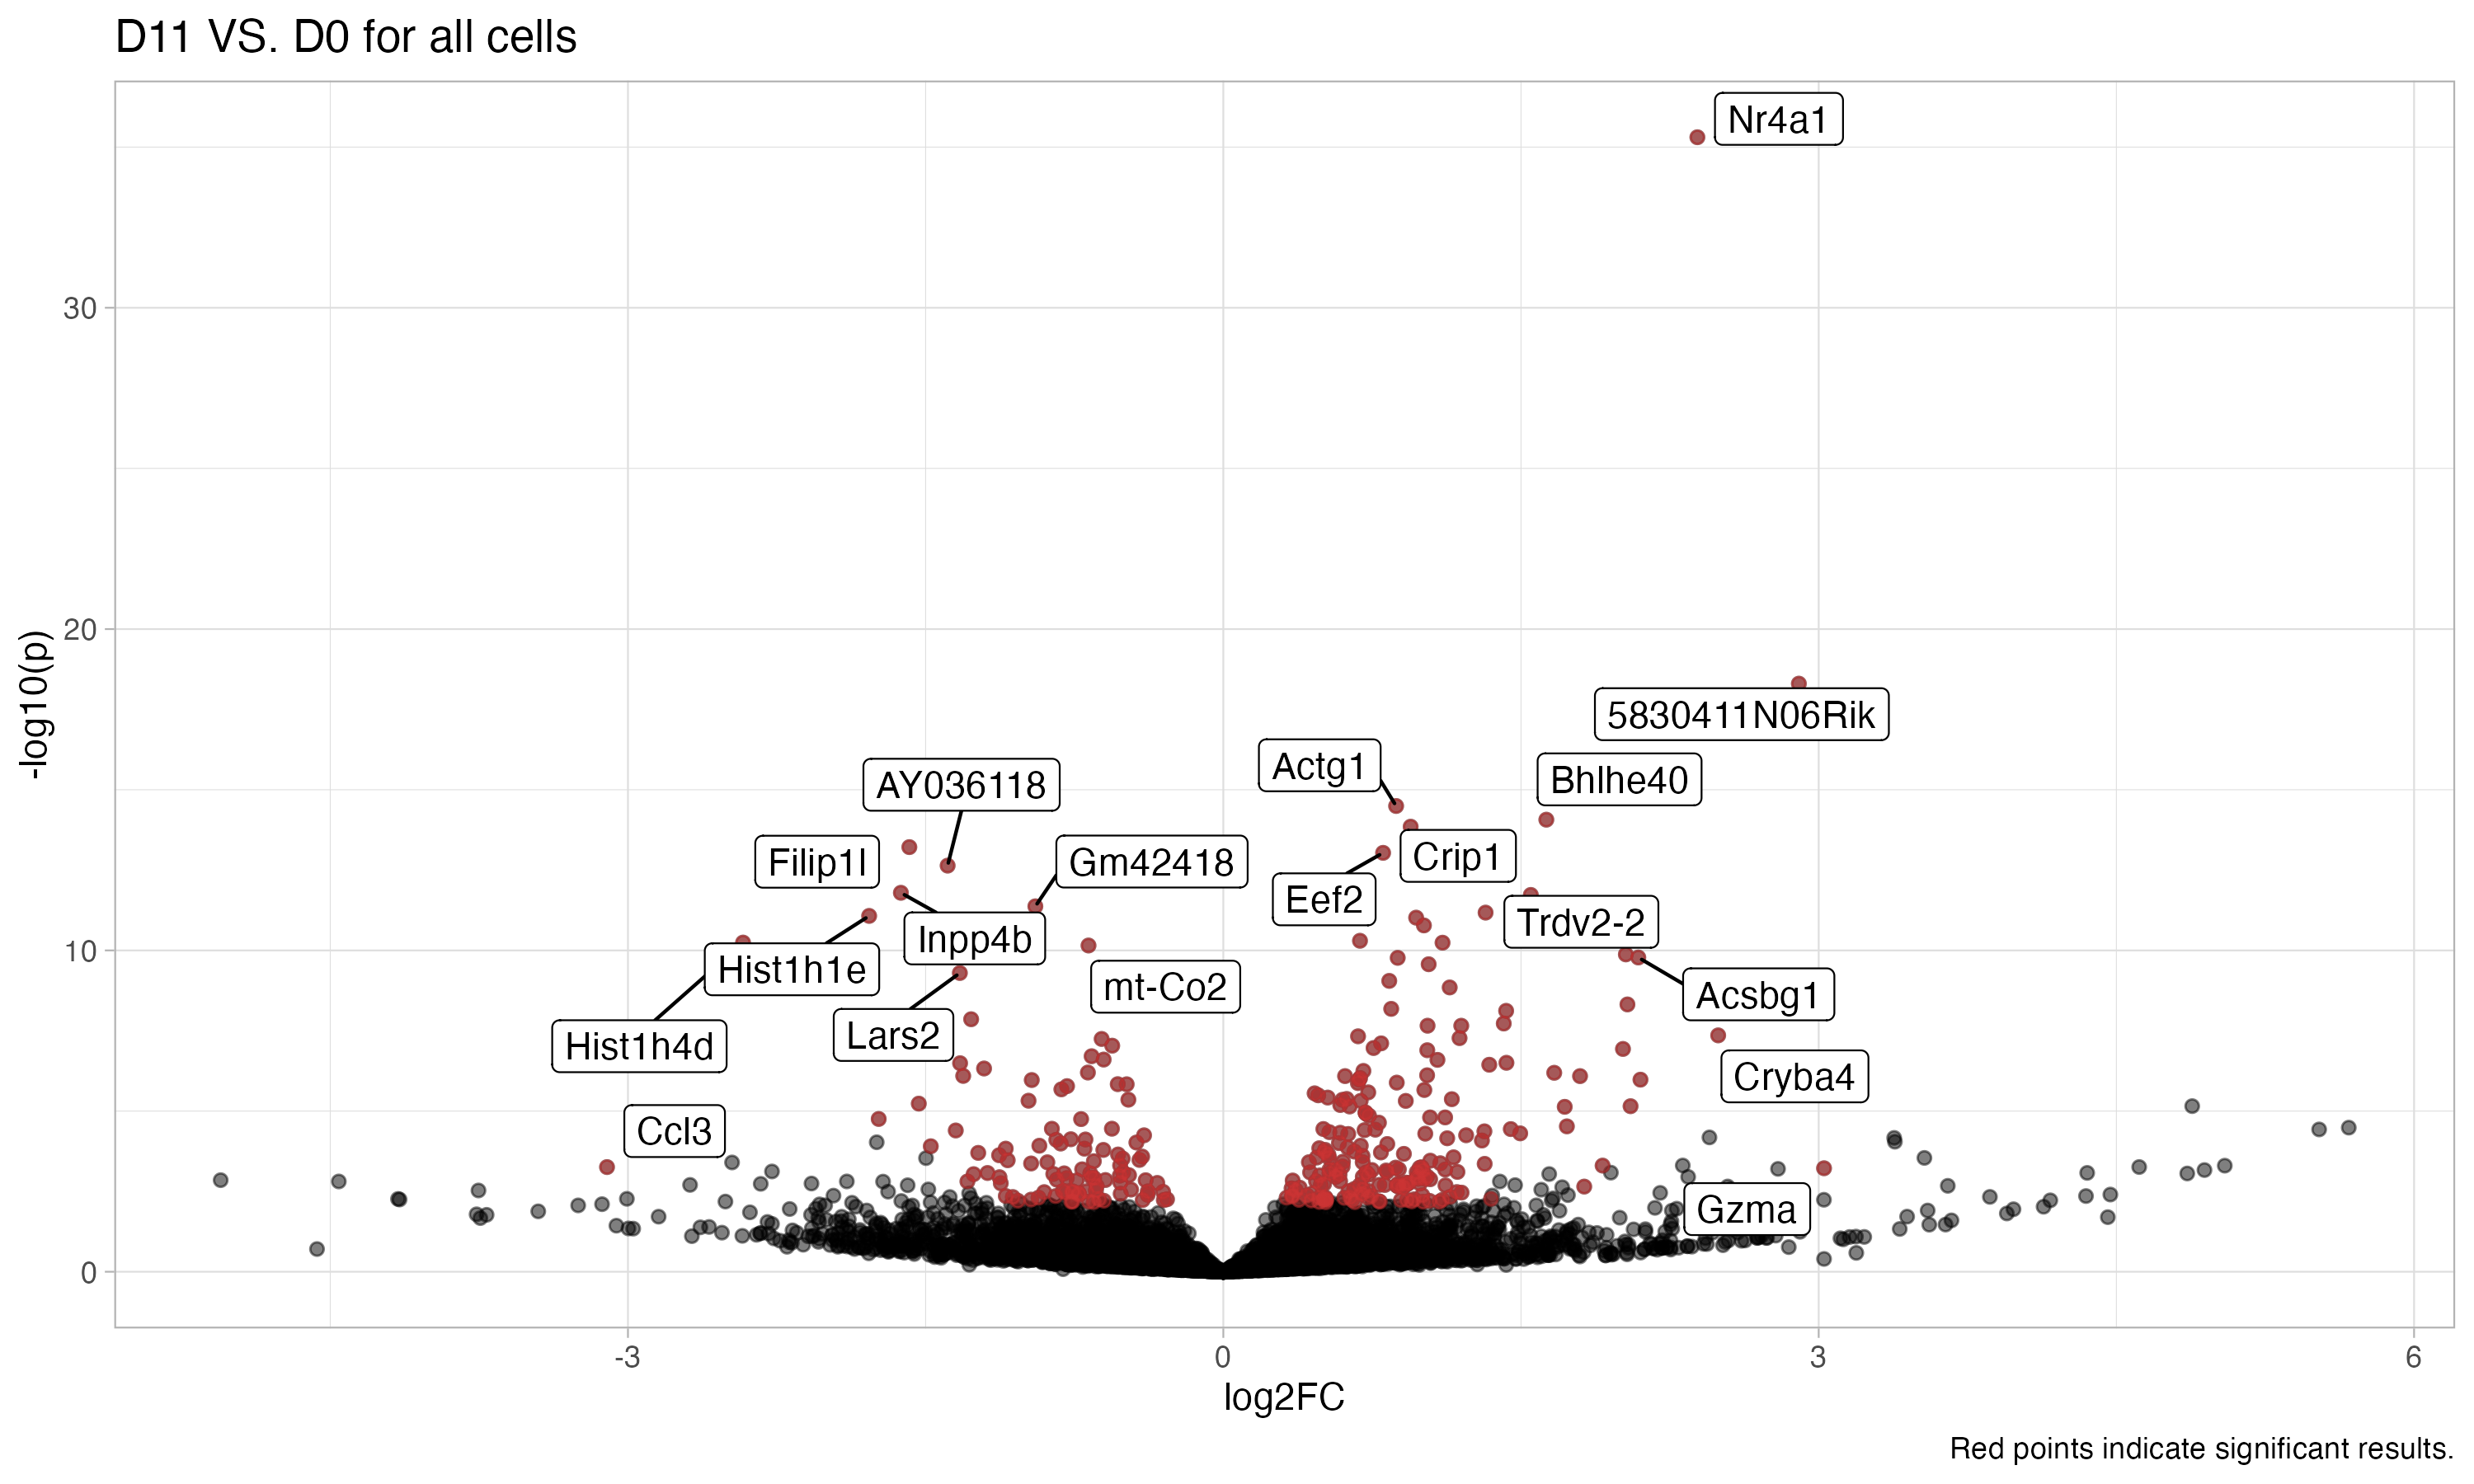 D11 VS. D0 for all cells
Nr4a1
30
-log10(p)
20
5830411N06Rik
Actg1
Bhlhe40
AY036118
Filip1l
Gm42418
Crip1
Eef2
Trdv2-2
Inpp4b
10
Hist1h1e
mt-Co2
Acsbg1
Lars2
Hist1h4d
Cryba4
Ccl3
Gzma
0
-3
0
3
6
log2FC
Red points indicate significant results.